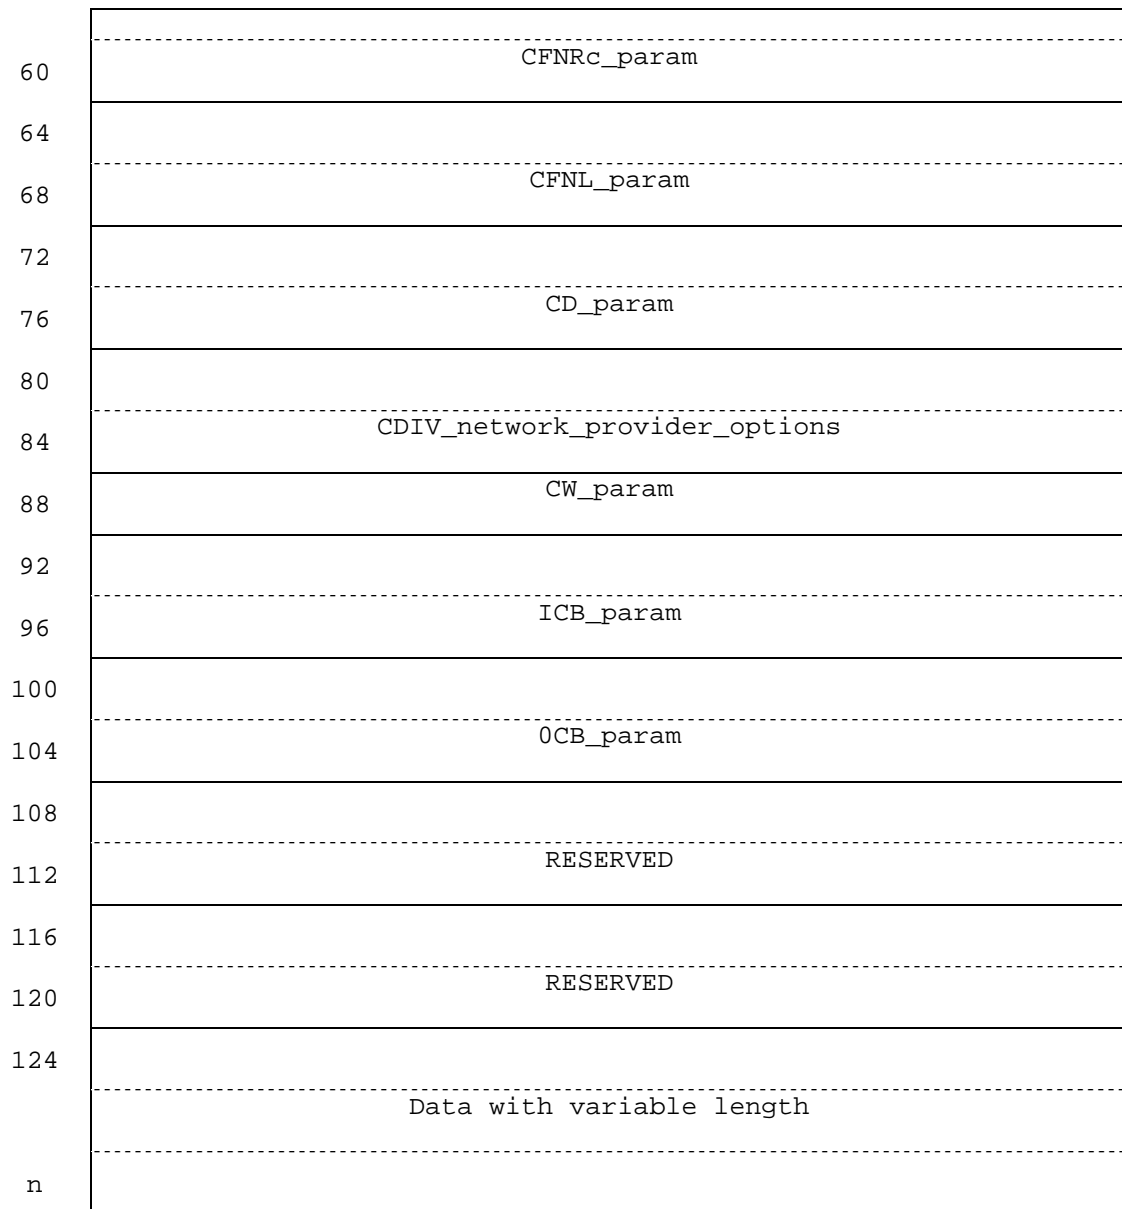 CFNRc_param
60
64
CFNL_param
68
72
CD_param
76
80
CDIV_network_provider_options
84
CW_param
88
92
ICB_param
96
100
0CB_param
104
108
RESERVED
112
116
RESERVED
120
124
Data with variable length
n